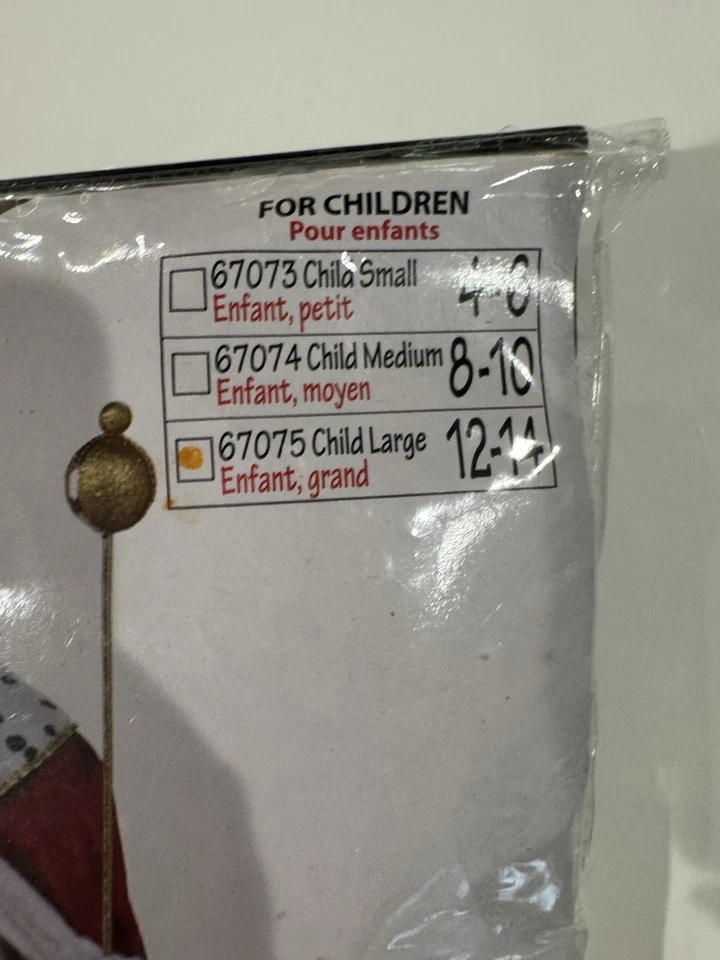 FOR CHILDREN
Pour enfants
67073 Child Small 4-6
Enfant, petit
67074 Child Medium 8-10
Enfant, moyen
67075 Child Large 12-14
Enfant, grand